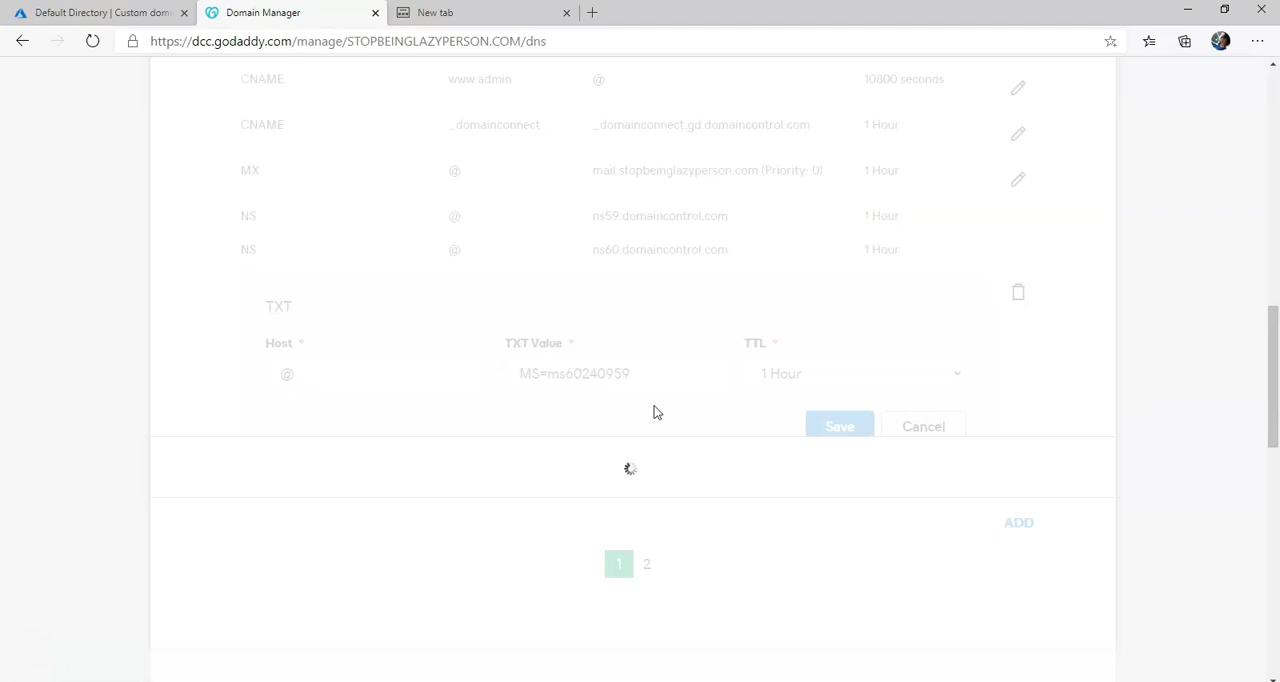 Default Directory | Custom dom
Domain Manager
New tab
https://dcc.godaddy.com/manage/STOPBEINGLAZYPERSON.COM/dns
CNAME www.admin @ 10800 seconds
CNAME _domainconnect _domainconnect.gd.domaincontrol.com 1 Hour
MX @ mail.stopbeinglazyperson.com (Priority: 0) 1 Hour
NS @ ns59.domaincontrol.com 1 Hour
NS @ ns60.domaincontrol.com 1 Hour
TXT
Host * TXT Value * TTL *
@ MS=ms60240959 1 Hour
Save Cancel
ADD
1 2